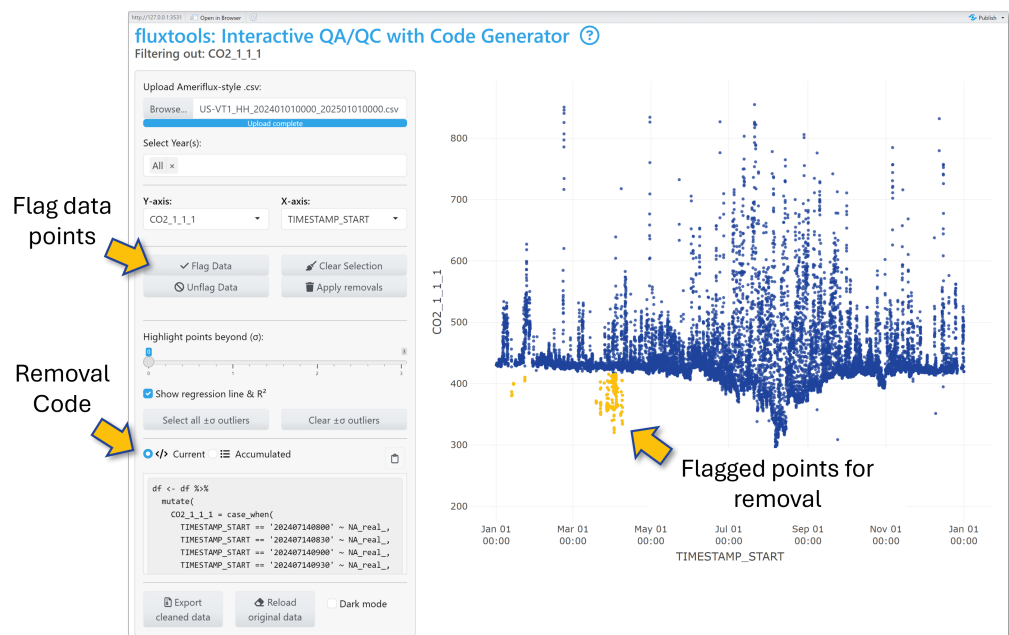 http://127.0.0.1:3531 Open in Browser
Publish
fluxtools: Interactive QA/QC with Code Generator ?
Filtering out: CO2_1_1_1
Upload Ameriflux-style .csv:
Browse... US-VT1_HH_202401010000_202501010000.csv
Upload complete
Select Year(s):
All ×
Y-axis: X-axis:
CO2_1_1_1 TIMESTAMP_START
Flag data
points
Flag Data Clear Selection
Unflag Data Apply removals
Highlight points beyond (σ):
0 3
0 1 2 3
Show regression line & R²
Select all ±σ outliers Clear ±σ outliers
Removal
Code
</> Current Accumulated
df <- df %>%
mutate(
CO2_1_1_1 = case_when(
TIMESTAMP_START == '202407140800' ~ NA_real_,
TIMESTAMP_START == '202407140830' ~ NA_real_,
TIMESTAMP_START == '202407140900' ~ NA_real_,
TIMESTAMP_START == '202407140930' ~ NA_real_,
Export
cleaned data
Reload
original data
Dark mode
CO2_1_1_1
800
700
600
500
400
300
200
Flagged points for
removal
Jan 01 Mar 01 May 01 Jul 01 Sep 01 Nov 01 Jan 01
00:00 00:00 00:00 00:00 00:00 00:00 00:00
TIMESTAMP_START